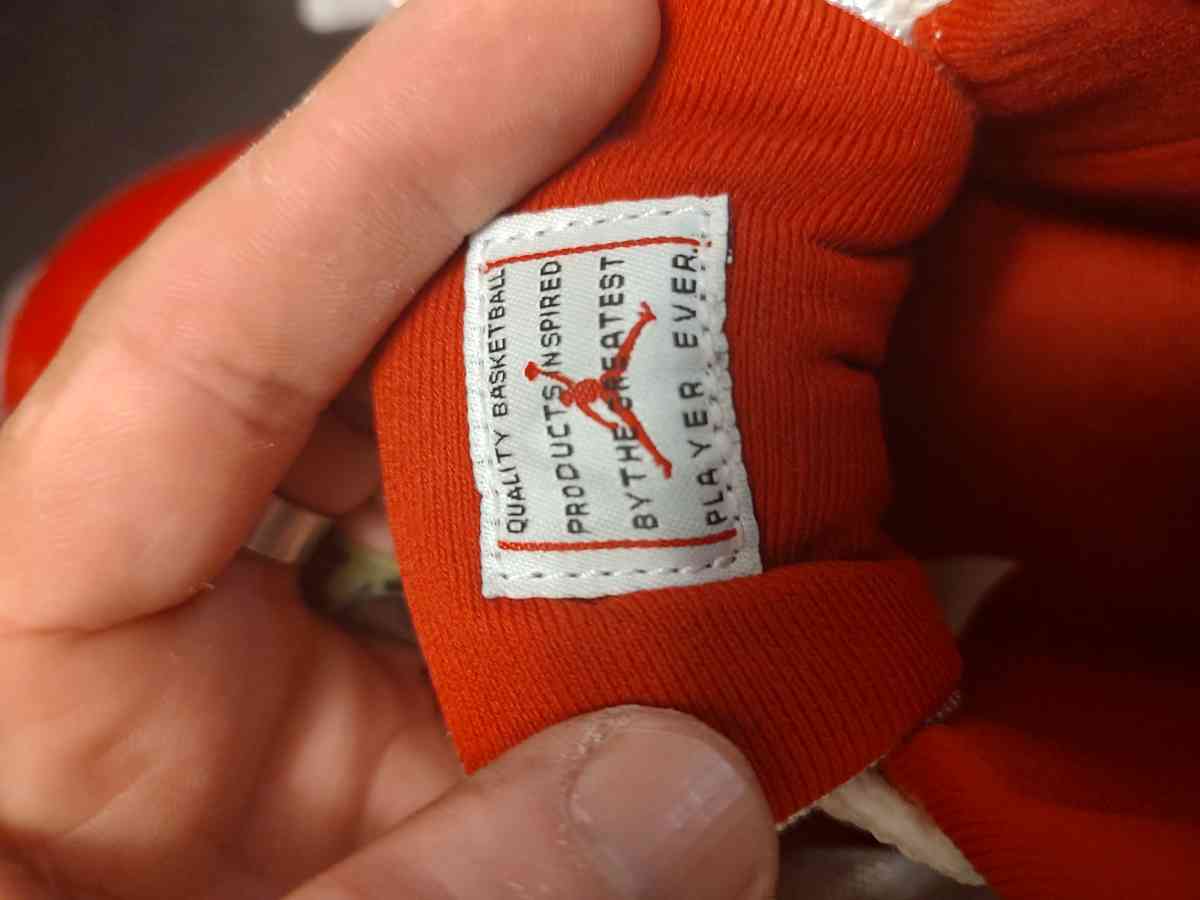 QUALITY BASKETBALL
PRODUCTS INSPIRED
BY THE GREATEST
PLAYER EVER.